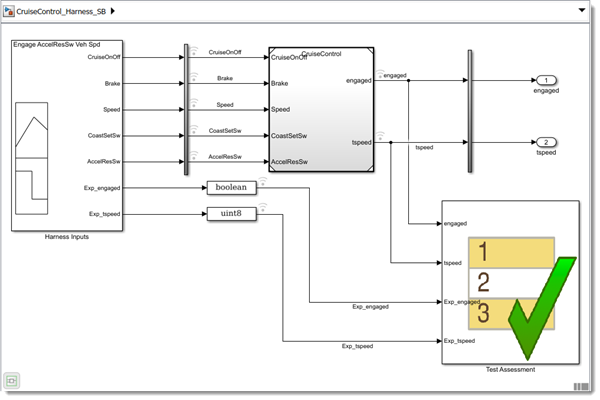 CruiseControl_Harness_SB
Engage AccelResSw Veh Spd
CruiseOnOff
Brake
Speed
CoastSetSw
AccelResSw
Exp_engaged
Exp_tspeed
Harness Inputs
CruiseOnOff
Brake
Speed
CoastSetSw
AccelResSw
boolean
uint8
CruiseControl
CruiseOnOff
Brake
Speed
CoastSetSw
AccelResSw
engaged
tspeed
engaged
tspeed
1
engaged
2
tspeed
Exp_engaged
Exp_tspeed
engaged
tspeed
Exp_engaged
Exp_tspeed
1
2
3
Test Assessment